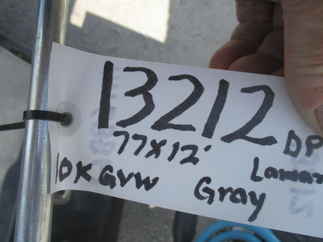 13212 DP
77x12' Lamar
10K GVW Gray